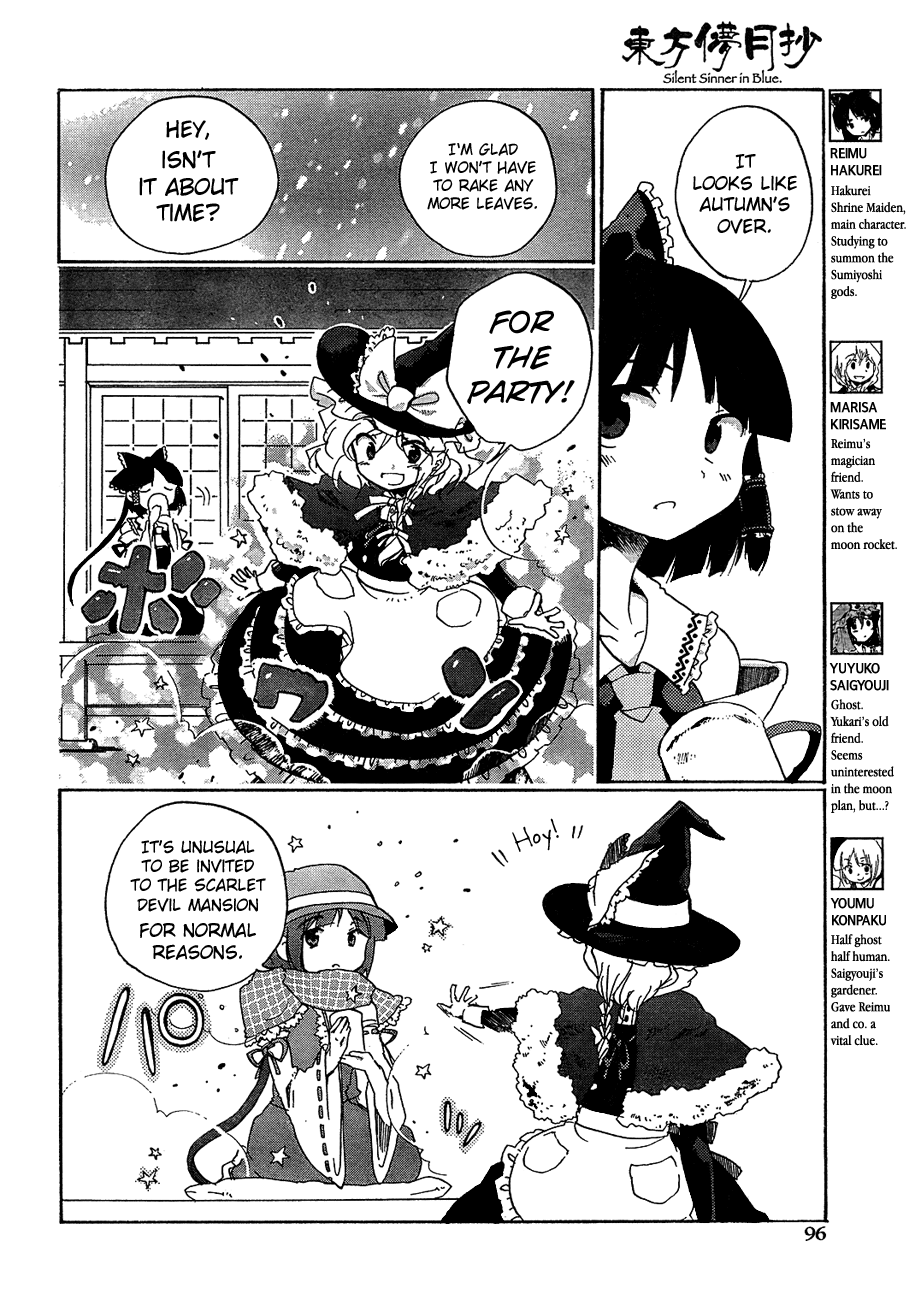 東方儚月抄
Silent Sinner in Blue.
IT
LOOKS LIKE
AUTUMN'S
OVER.
I'M GLAD
I WON'T HAVE
TO RAKE ANY
MORE LEAVES.
HEY,
ISN'T
IT ABOUT
TIME?
FOR
THE
PARTY!
ポ
ワ
ー
Hoy!
IT'S UNUSUAL
TO BE INVITED
TO THE SCARLET
DEVIL MANSION
FOR NORMAL
REASONS.
パ
REIMU
HAKUREI
Hakurei
Shrine Maiden,
main character.
Studying to
summon the
Sumiyoshi
gods.
MARISA
KIRISAME
Reimu's
magician
friend.
Wants to
stow away
on the
moon rocket.
YUYUKO
SAIGYOUJI
Ghost.
Yukari's old
friend.
Seems
uninterested
in the moon
plan, but...?
YOUMU
KONPAKU
Half ghost
half human.
Saigyouji's
gardener.
Gave Reimu
and co. a
vital clue.
96